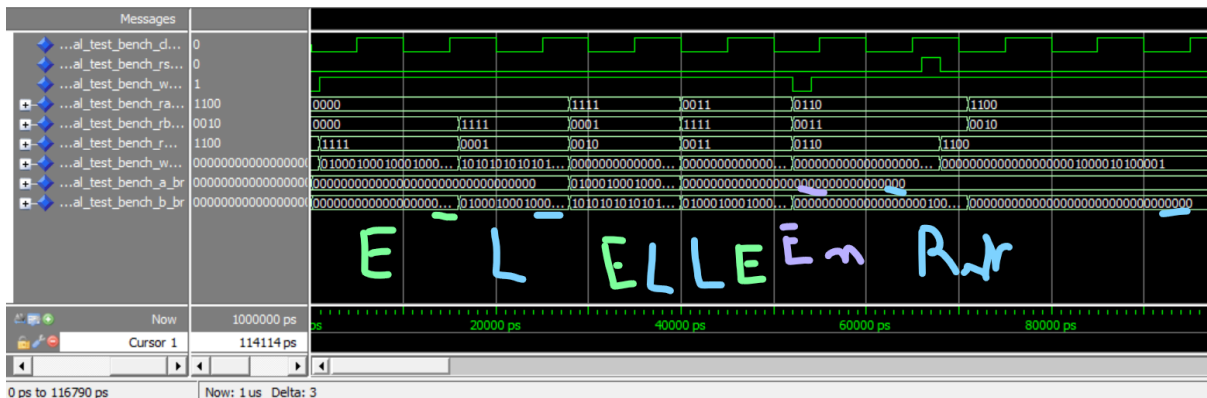 Messages
...al_test_bench_cl... 0
...al_test_bench_rs... 0
...al_test_bench_w... 1
...al_test_bench_ra... 1100 0000 1111 0011 0110 1100
...al_test_bench_rb... 0010 0000 1111 0001 1111 0011 0010
...al_test_bench_r... 1100 1111 0001 0010 0011 0110 1100
...al_test_bench_w...
...al_test_bench_a_br
...al_test_bench_b_br
E L ELLE En
Now 1000000 ps ps 20000 ps 40000 ps 60000 ps 80000 ps
Cursor 1 114114 ps
0 ps to 116790 ps Now: 1 us Delta: 3